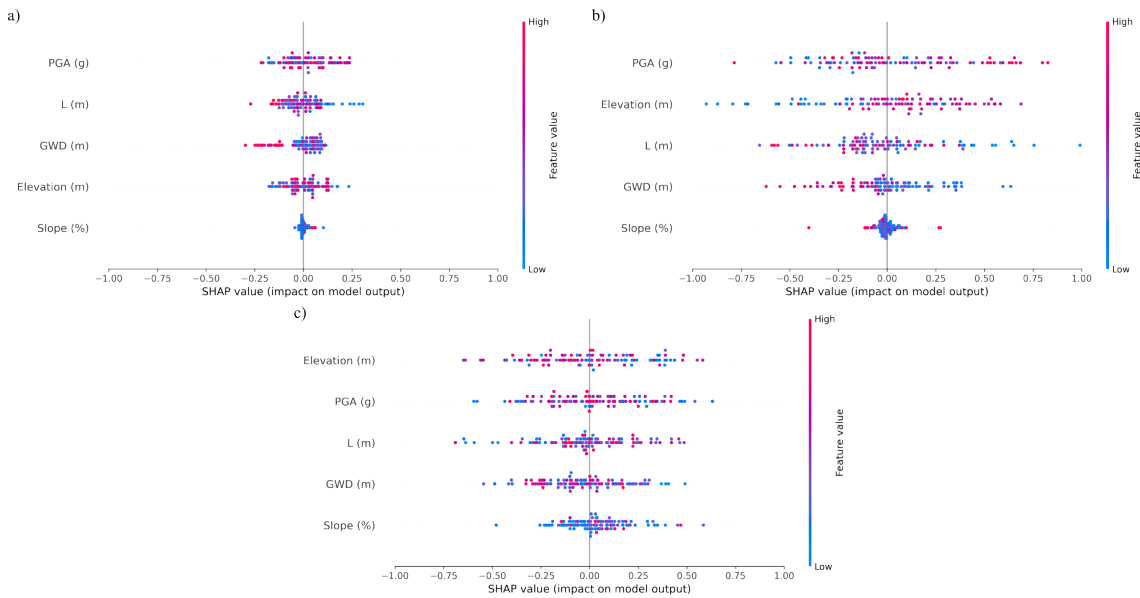 a)
High
PGA (g)
L (m)
GWD (m)
Elevation (m)
Slope (%)
Feature value
Low
−1.00 −0.75 −0.50 −0.25 0.00 0.25 0.50 0.75 1.00
SHAP value (impact on model output)
b)
High
PGA (g)
Elevation (m)
L (m)
GWD (m)
Slope (%)
Feature value
Low
−1.00 −0.75 −0.50 −0.25 0.00 0.25 0.50 0.75 1.00
SHAP value (impact on model output)
c)
High
Elevation (m)
PGA (g)
L (m)
GWD (m)
Slope (%)
Feature value
Low
−1.00 −0.75 −0.50 −0.25 0.00 0.25 0.50 0.75 1.00
SHAP value (impact on model output)